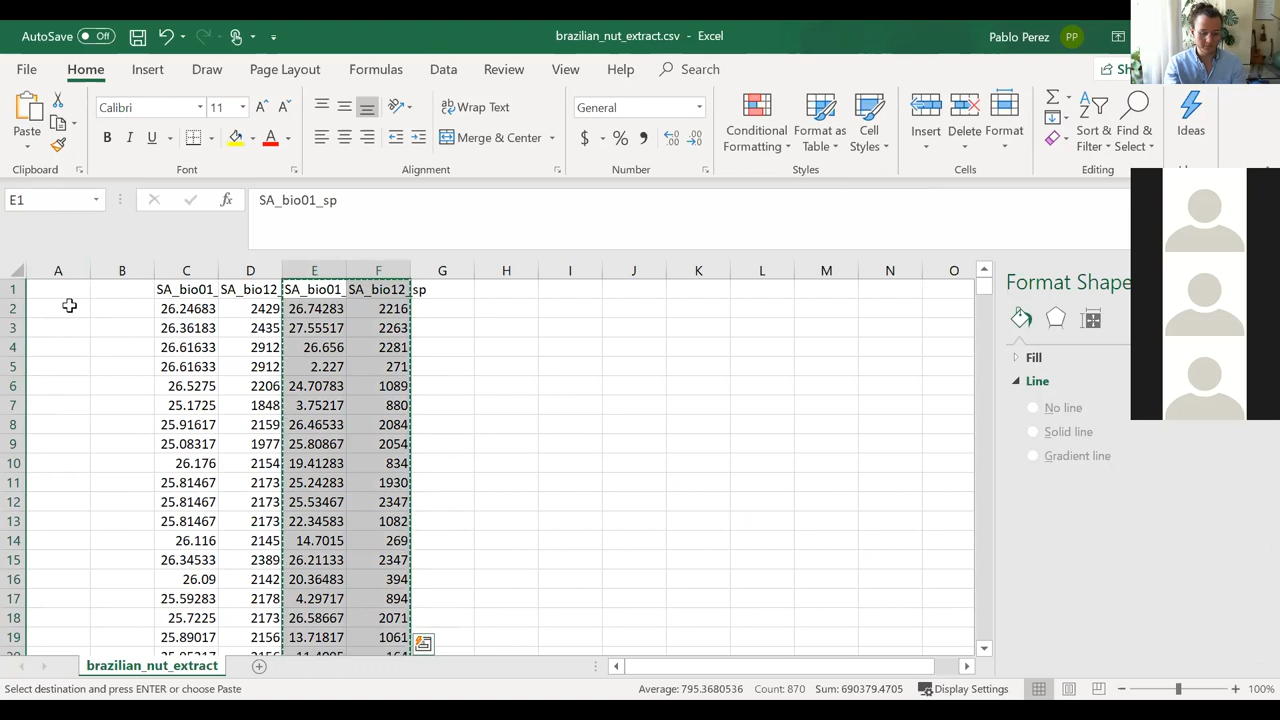 AutoSave Off brazilian_nut_extract.csv - Excel Pablo Perez PP
File Home Insert Draw Page Layout Formulas Data Review View Help Search
Paste Calibri 11 Wrap Text General Conditional Formatting Format as Table Cell Styles Insert Delete Format Sort & Filter Find & Select Ideas
B I U Merge & Center
Clipboard Font Alignment Number Styles Cells Editing
E1 fx SA_bio01_sp
A B C D E F G H I J K L M N O
1 SA_bio01_ SA_bio12_ SA_bio01_ SA_bio12_sp
2 26.24683 2429 26.74283 2216
3 26.36183 2435 27.55517 2263
4 26.61633 2912 26.656 2281
5 26.61633 2912 2.227 271
6 26.5275 2206 24.70783 1089
7 25.1725 1848 3.75217 880
8 25.91617 2159 26.46533 2084
9 25.08317 1977 25.80867 2054
10 26.176 2154 19.41283 834
11 25.81467 2173 25.24283 1930
12 25.81467 2173 25.53467 2347
13 25.81467 2173 22.34583 1082
14 26.116 2145 14.7015 269
15 26.34533 2389 26.21133 2347
16 26.09 2142 20.36483 394
17 25.59283 2178 4.29717 894
18 25.7225 2173 26.58667 2071
19 25.89017 2156 13.71817 1061
Format Shape
Fill
Line
No line
Solid line
Gradient line
brazilian_nut_extract
Select destination and press ENTER or choose Paste Average: 795.3680536 Count: 870 Sum: 690379.4705 Display Settings 100%